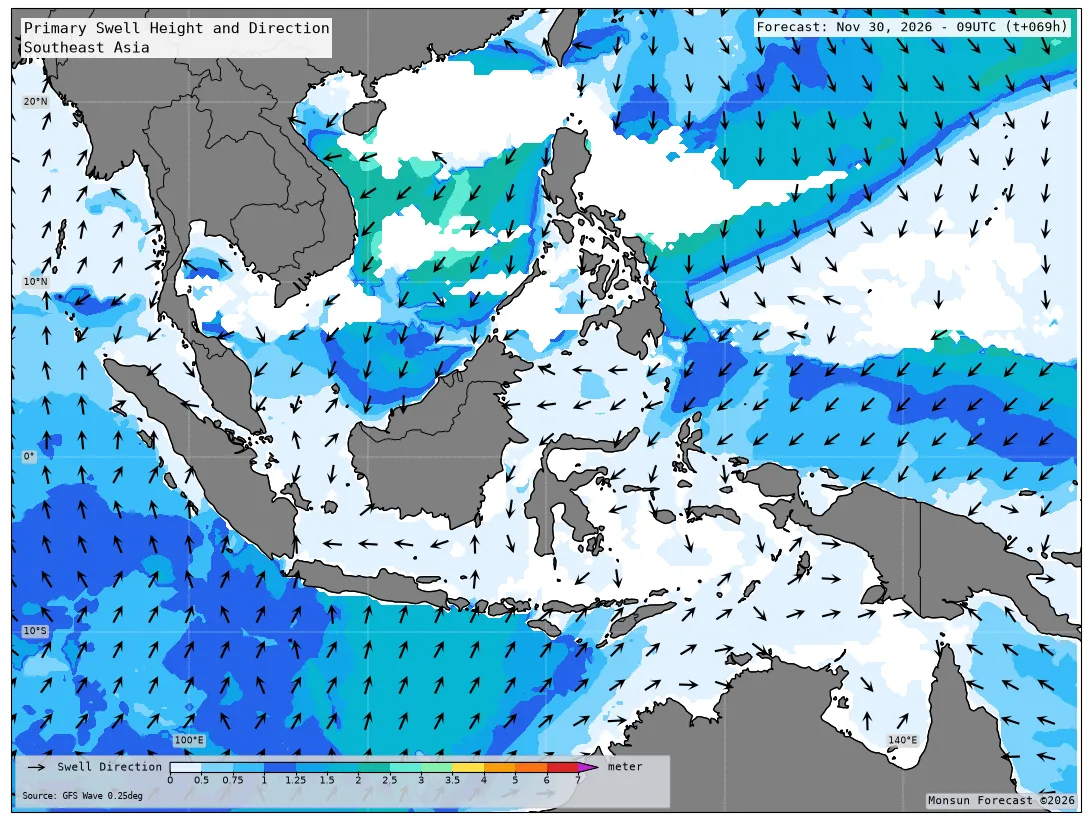 Primary Swell Height and Direction
Southeast Asia
Forecast: Nov 30, 2026 - 09UTC (t+069h)
20°N
10°N
0°
10°S
100°E
140°E
Swell Direction
0 0.5 0.75 1 1.25 1.5 2 2.5 3 3.5 4 5 6 7
meter
Source: GFS Wave 0.25deg
Monsun Forecast ©2026